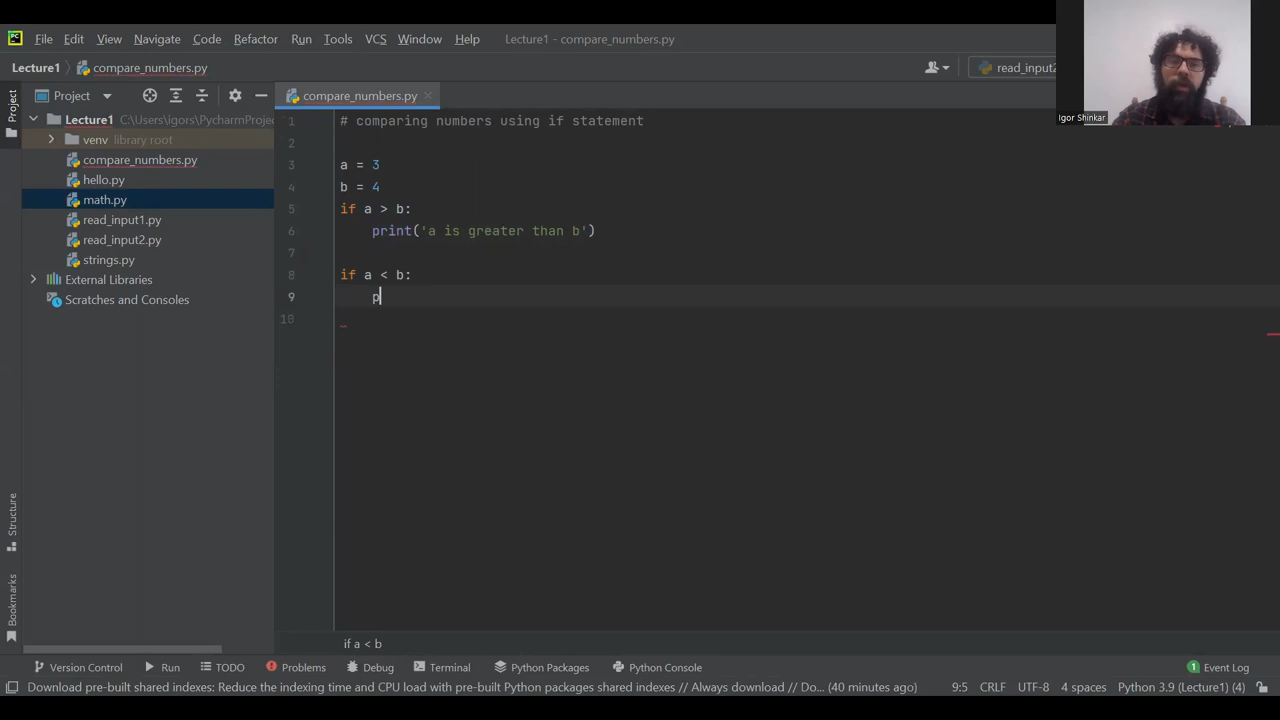 PC File Edit View Navigate Code Refactor Run Tools VCS Window Help Lecture1 - compare_numbers.py
Lecture1 compare_numbers.py read_input2
Igor Shinkar
Project
Project compare_numbers.py
Lecture1 C:\Users\igors\PycharmProjec
venv library root
compare_numbers.py
hello.py
math.py
read_input1.py
read_input2.py
strings.py
External Libraries
Scratches and Consoles
1 # comparing numbers using if statement
2
3 a = 3
4 b = 4
5 if a > b:
6 print('a is greater than b')
7
8 if a < b:
9 p
10
Structure
Bookmarks
if a < b
Version Control Run TODO Problems Debug Terminal Python Packages Python Console 1 Event Log
Download pre-built shared indexes: Reduce the indexing time and CPU load with pre-built Python packages shared indexes // Always download // Do... (40 minutes ago) 9:5 CRLF UTF-8 4 spaces Python 3.9 (Lecture1) (4)